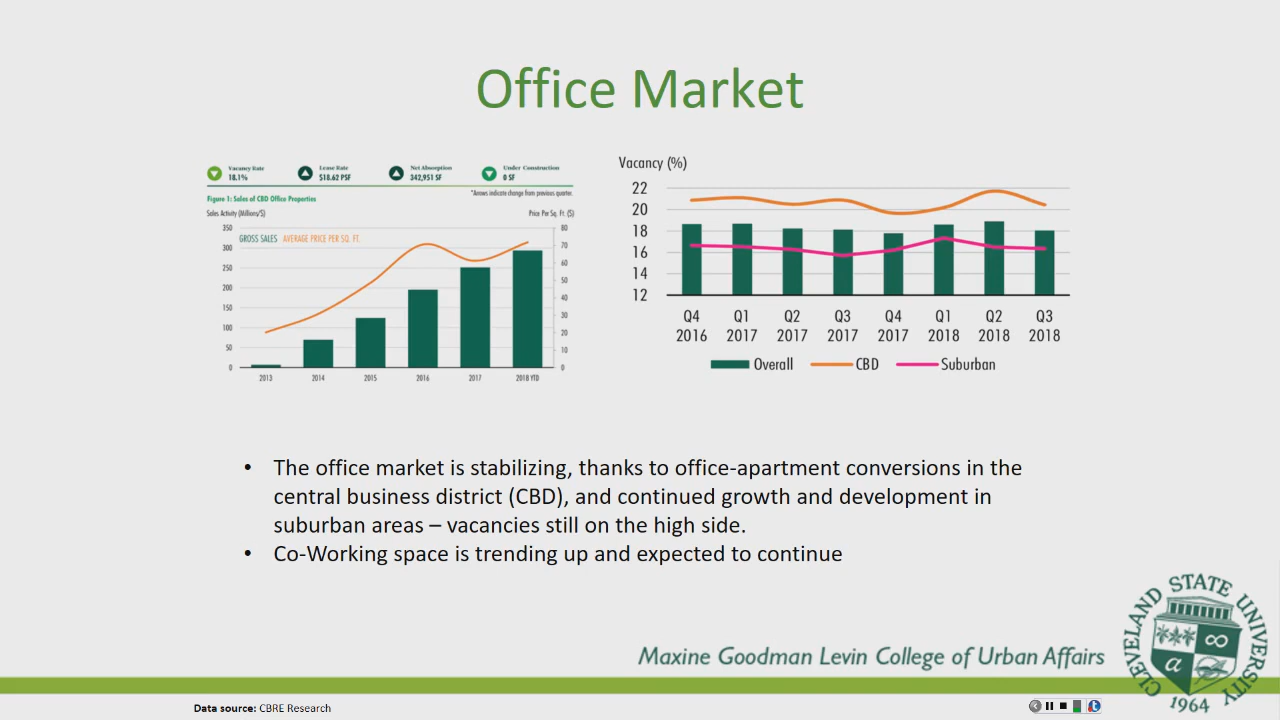 Office Market
Vacancy Rate
18.1%
Lease Rate
$18.62 PSF
Net Absorption
342,951 SF
Under Construction
0 SF
*Arrows indicate change from previous quarter.
Figure 1: Sales of CBD Office Properties
Sales Activity (Millions/$)
Price Per Sq. Ft. ($)
GROSS SALES AVERAGE PRICE PER SQ. FT.
350
300
250
200
150
100
50
0
80
70
60
50
40
30
20
10
0
2013 2014 2015 2016 2017 2018 YTD
Vacancy (%)
22
20
18
16
14
12
Q4 Q1 Q2 Q3 Q4 Q1 Q2 Q3
2016 2017 2017 2017 2017 2018 2018 2018
Overall CBD Suburban
• The office market is stabilizing, thanks to office-apartment conversions in the
central business district (CBD), and continued growth and development in
suburban areas – vacancies still on the high side.
• Co-Working space is trending up and expected to continue
Maxine Goodman Levin College of Urban Affairs
CLEVELAND STATE UNIVERSITY
1964
Data source: CBRE Research